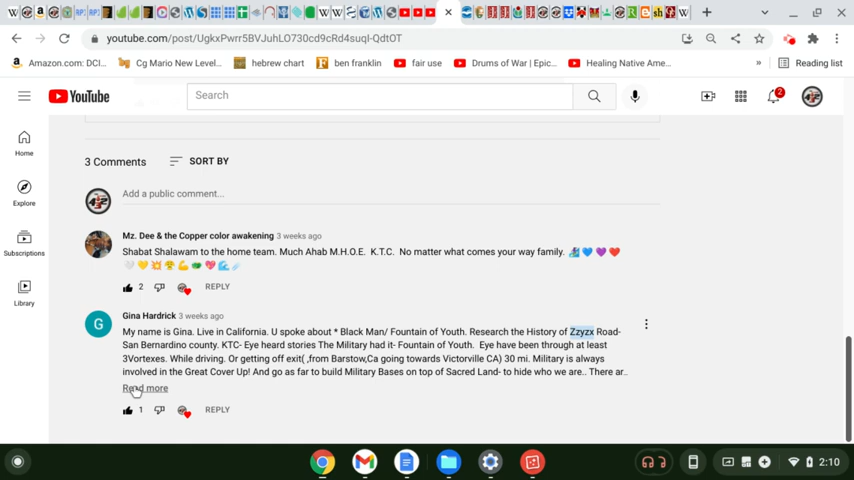 youtube.com/post/UgkxPwrr5BVJuhLO730cd9cRd4suqI-QdtOT
Amazon.com: DCI...
Cg Mario New Level...
hebrew chart
ben franklin
fair use
Drums of War | Epic...
Healing Native Ame...
»
Reading list
YouTube
Search
2
Home
Explore
Subscriptions
Library
3 Comments
SORT BY
Add a public comment...
Mz. Dee & the Copper color awakening 3 weeks ago
Shabat Shalawam to the home team. Much Ahab M.H.O.E. K.T.C. No matter what comes your way family.
2
REPLY
G
Gina Hardrick 3 weeks ago
My name is Gina. Live in California. U spoke about * Black Man/ Fountain of Youth. Research the History of Zzyzx Road-
San Bernardino county. KTC- Eye heard stories The Military had it- Fountain of Youth. Eye have been through at least
3Vortexes. While driving. Or getting off exit( ,from Barstow,Ca going towards Victorville CA) 30 mi. Military is always
involved in the Great Cover Up! And go as far to build Military Bases on top of Sacred Land- to hide who we are.. There ar..
Read more
1
REPLY
2:10